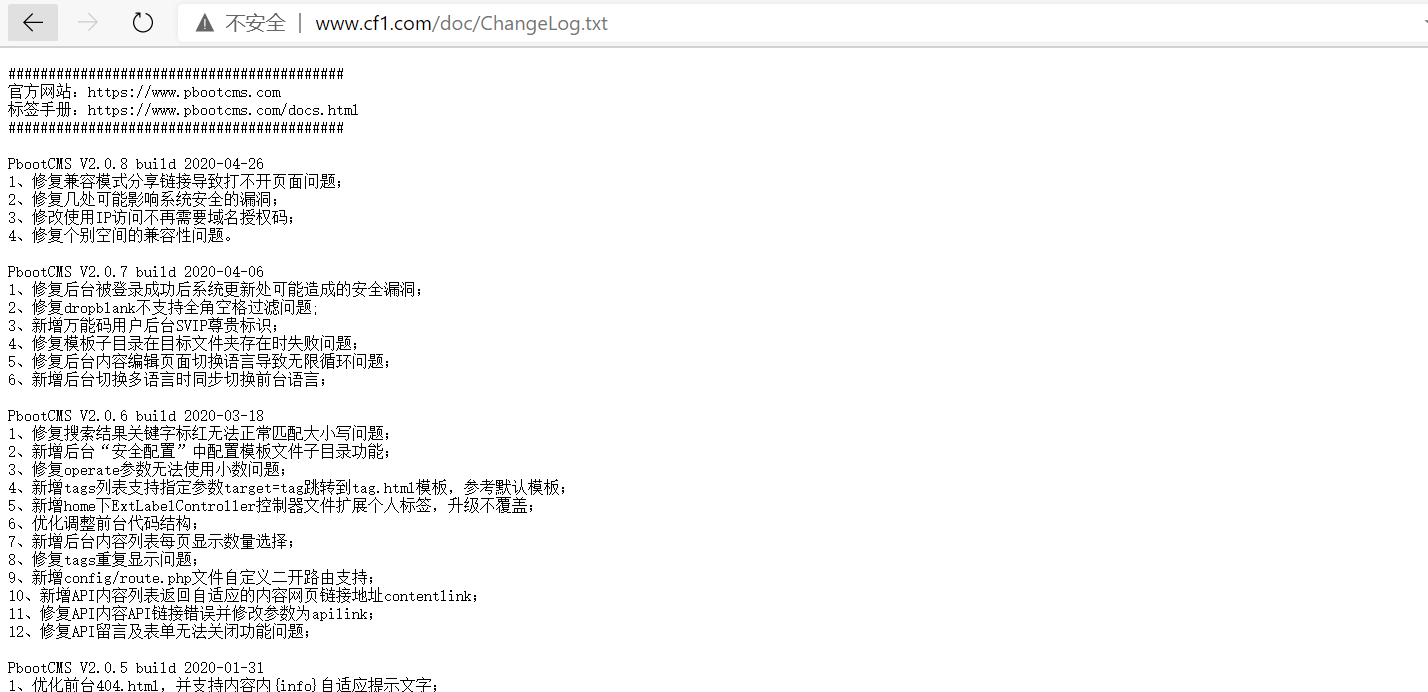 不安全 | www.cf1.com/doc/ChangeLog.txt
##########################################
官方网站：https://www.pbootcms.com
标签手册：https://www.pbootcms.com/docs.html
##########################################
PbootCMS V2.0.8 build 2020-04-26
1、修复兼容模式分享链接导致打不开页面问题；
2、修复几处可能影响系统安全的漏洞；
3、修改使用IP访问不再需要域名授权码；
4、修复个别空间的兼容性问题。
PbootCMS V2.0.7 build 2020-04-06
1、修复后台被登录成功后系统更新处可能造成的安全漏洞；
2、修复dropblank不支持全角空格过滤问题;
3、新增万能码用户后台SVIP尊贵标识；
4、修复模板子目录在目标文件夹存在时失败问题；
5、修复后台内容编辑页面切换语言导致无限循环问题；
6、新增后台切换多语言时同步切换前台语言；
PbootCMS V2.0.6 build 2020-03-18
1、修复搜索结果关键字标红无法正常匹配大小写问题；
2、新增后台“安全配置”中配置模板文件子目录功能；
3、修复operate参数无法使用小数问题；
4、新增tags列表支持指定参数target=tag跳转到tag.html模板，参考默认模板；
5、新增home下ExtLabelController控制器文件扩展个人标签，升级不覆盖；
6、优化调整前台代码结构；
7、新增后台内容列表每页显示数量选择；
8、修复tags重复显示问题；
9、新增config/route.php文件自定义二开路由支持；
10、新增API内容列表返回自适应的内容网页链接地址contentlink；
11、修复API内容API链接错误并修改参数为apilink；
12、修复API留言及表单无法关闭功能问题；
PbootCMS V2.0.5 build 2020-01-31
1、优化前台404.html，并支持内容内{info}自适应提示文字；